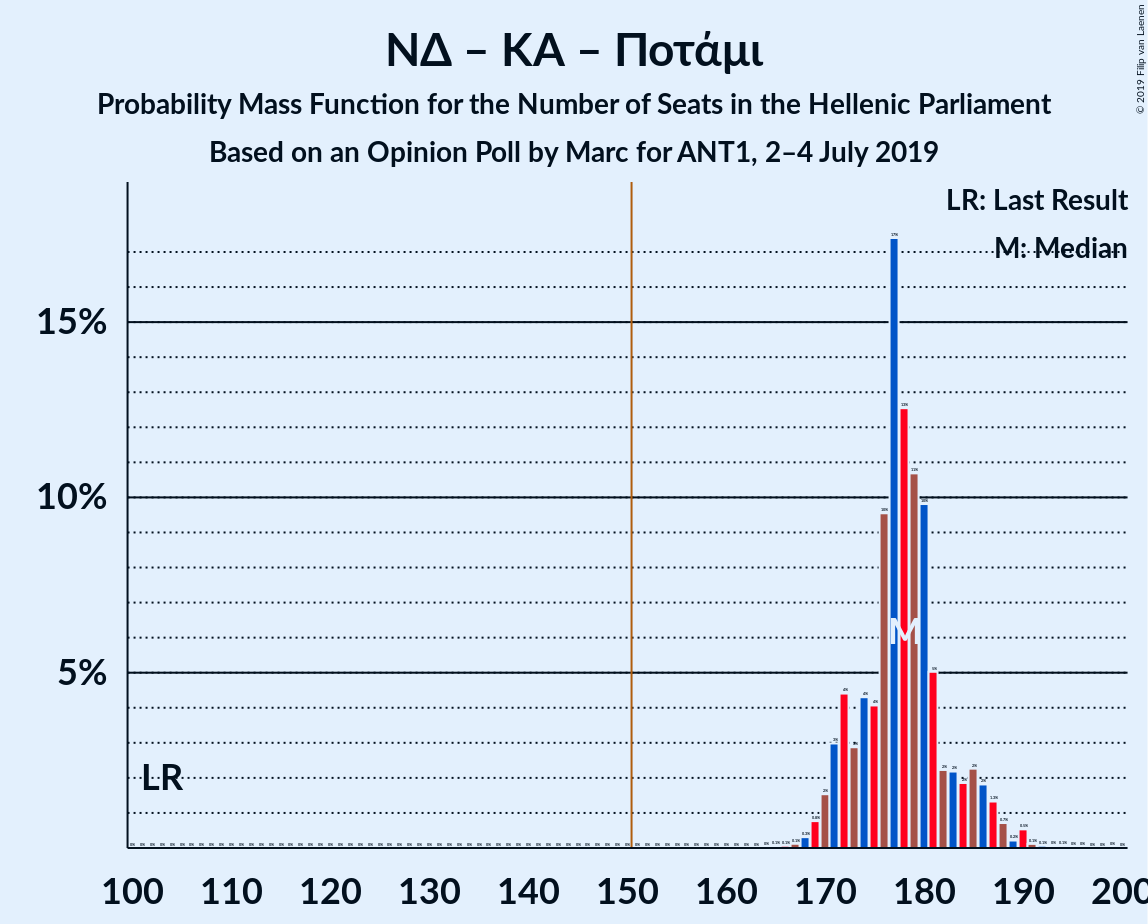 ΝΔ – ΚΑ – Ποτάμι
Probability Mass Function for the Number of Seats in the Hellenic Parliament
Based on an Opinion Poll by Marc for ANT1, 2–4 July 2019
© 2019 Filip van Laenen
LR: Last Result
M: Median
15%
10%
5%
LR
M
100 110 120 130 140 150 160 170 180 190 200